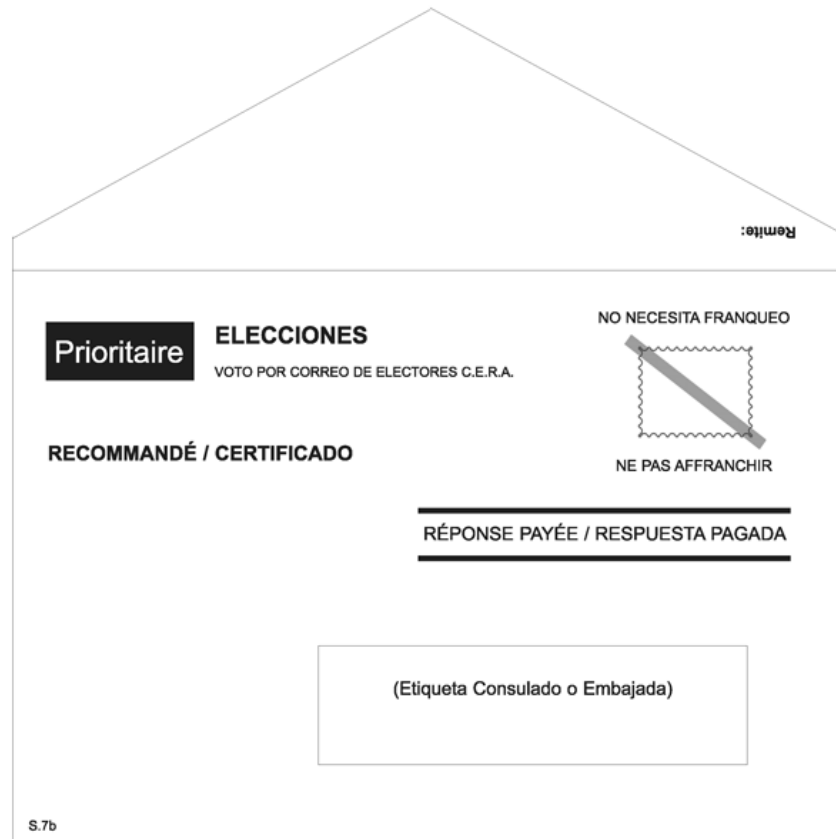 Remite:
Prioritaire
ELECCIONES
VOTO POR CORREO DE ELECTORES C.E.R.A.
NO NECESITA FRANQUEO
RECOMMANDÉ / CERTIFICADO
NE PAS AFFRANCHIR
RÉPONSE PAYÉE / RESPUESTA PAGADA
(Etiqueta Consulado o Embajada)
S.7b